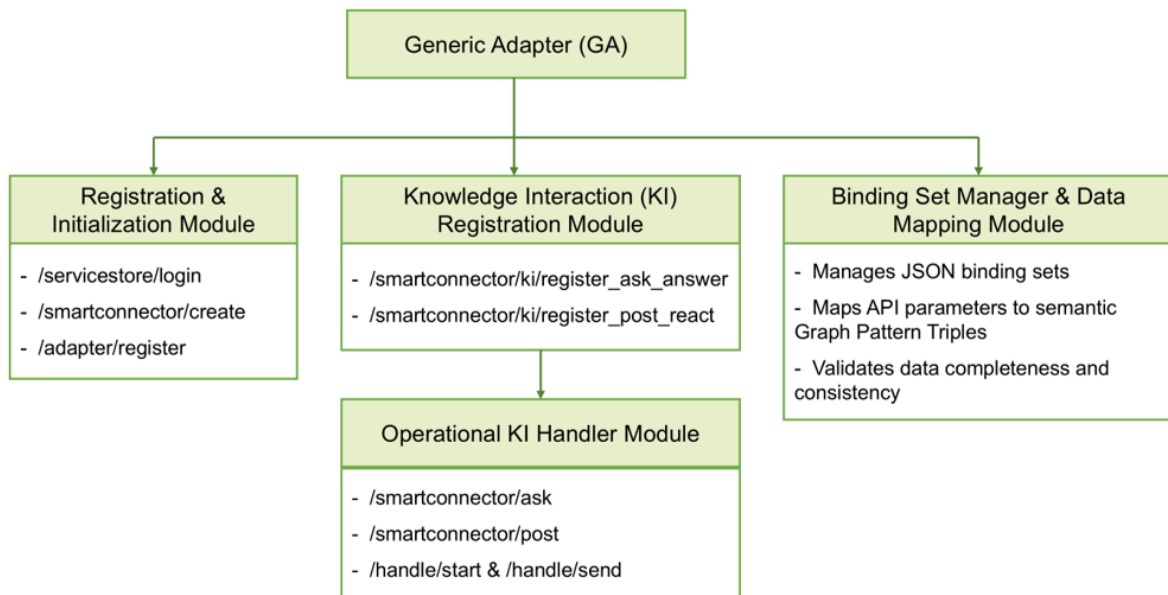 Generic Adapter (GA)
Registration &
Initialization Module
- /servicestore/login
- /smartconnector/create
- /adapter/register
Knowledge Interaction (KI)
Registration Module
- /smartconnector/ki/register_ask_answer
- /smartconnector/ki/register_post_react
Operational KI Handler Module
- /smartconnector/ask
- /smartconnector/post
- /handle/start & /handle/send
Binding Set Manager & Data
Mapping Module
- Manages JSON binding sets
- Maps API parameters to semantic
Graph Pattern Triples
- Validates data completeness and
consistency